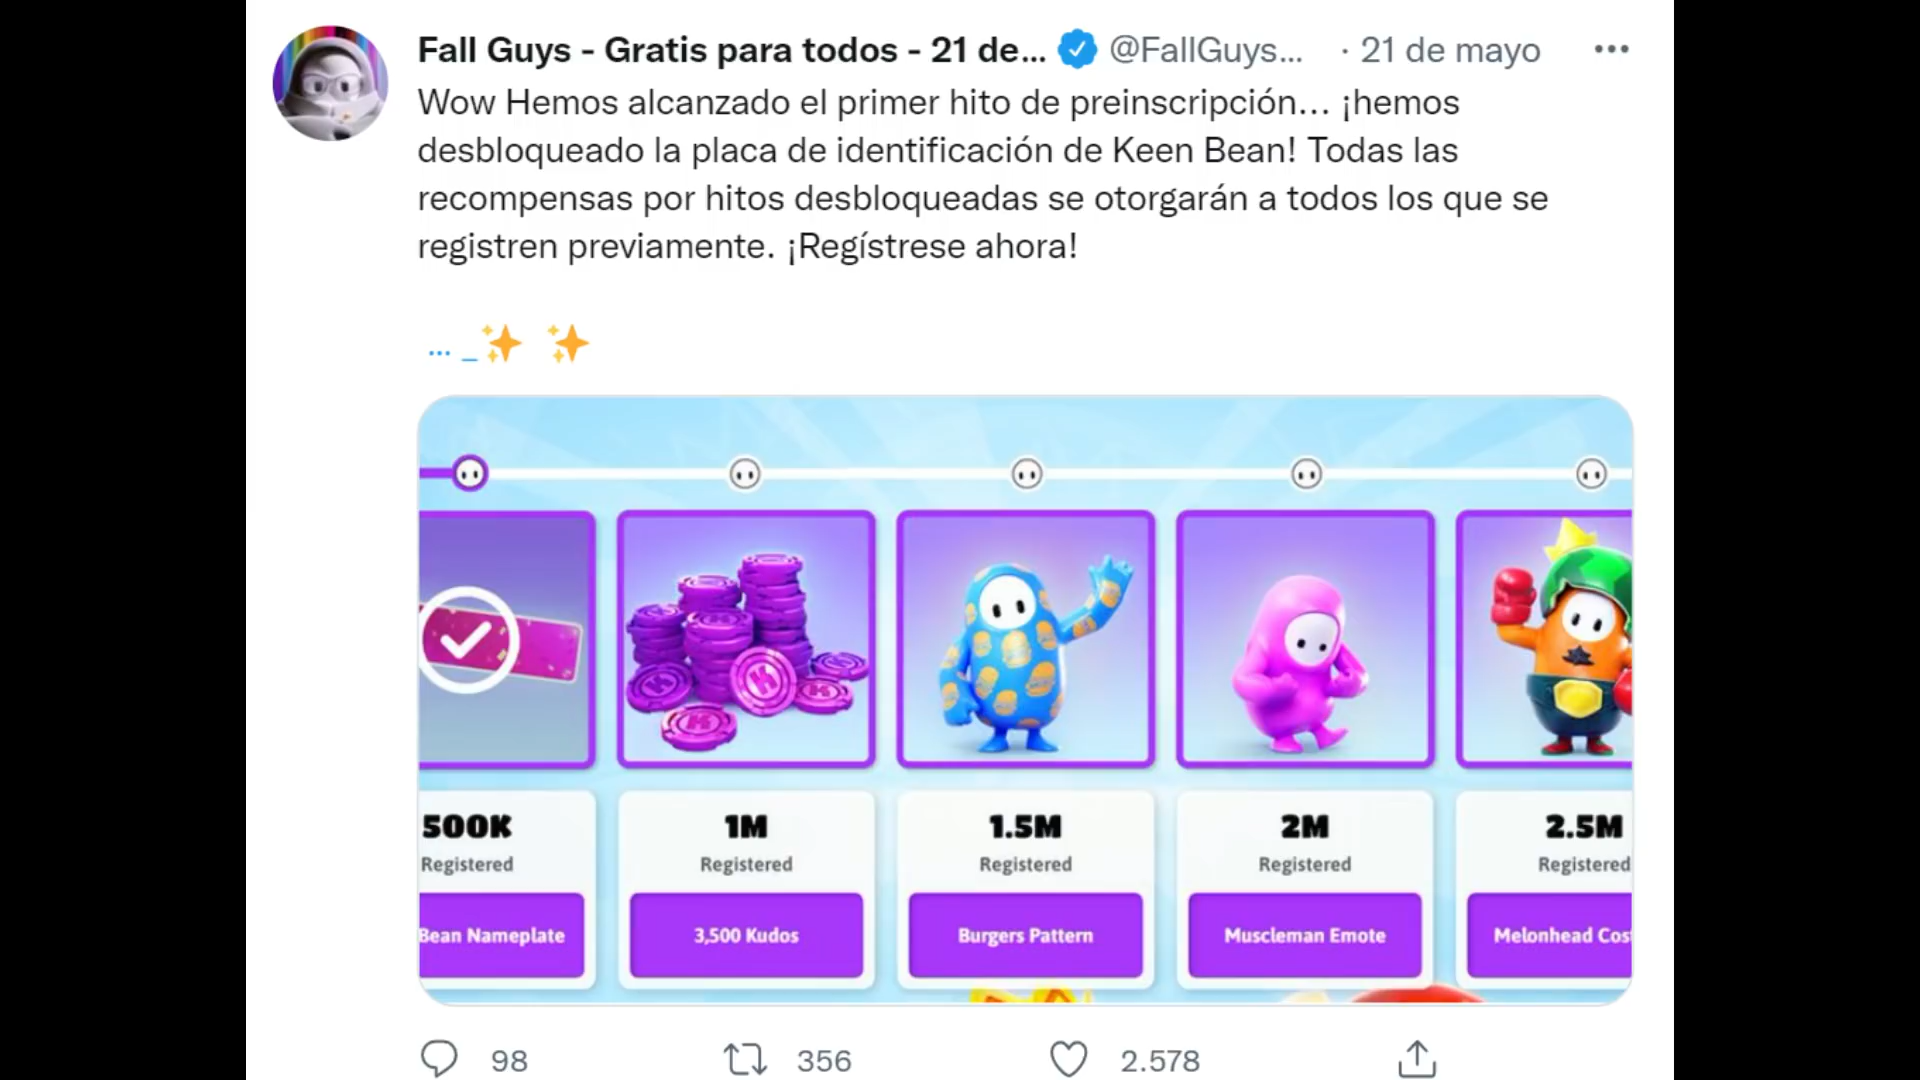 Fall Guys - Gratis para todos - 21 de... @FallGuys... · 21 de mayo
Wow Hemos alcanzado el primer hito de preinscripción... ¡hemos
desbloqueado la placa de identificación de Keen Bean! Todas las
recompensas por hitos desbloqueadas se otorgarán a todos los que se
registren previamente. ¡Regístrese ahora!
... _
500K
Registered
Bean Nameplate
1M
Registered
3,500 Kudos
1.5M
Registered
Burgers Pattern
2M
Registered
Muscleman Emote
2.5M
Registered
Melonhead Cos
98 356 2.578